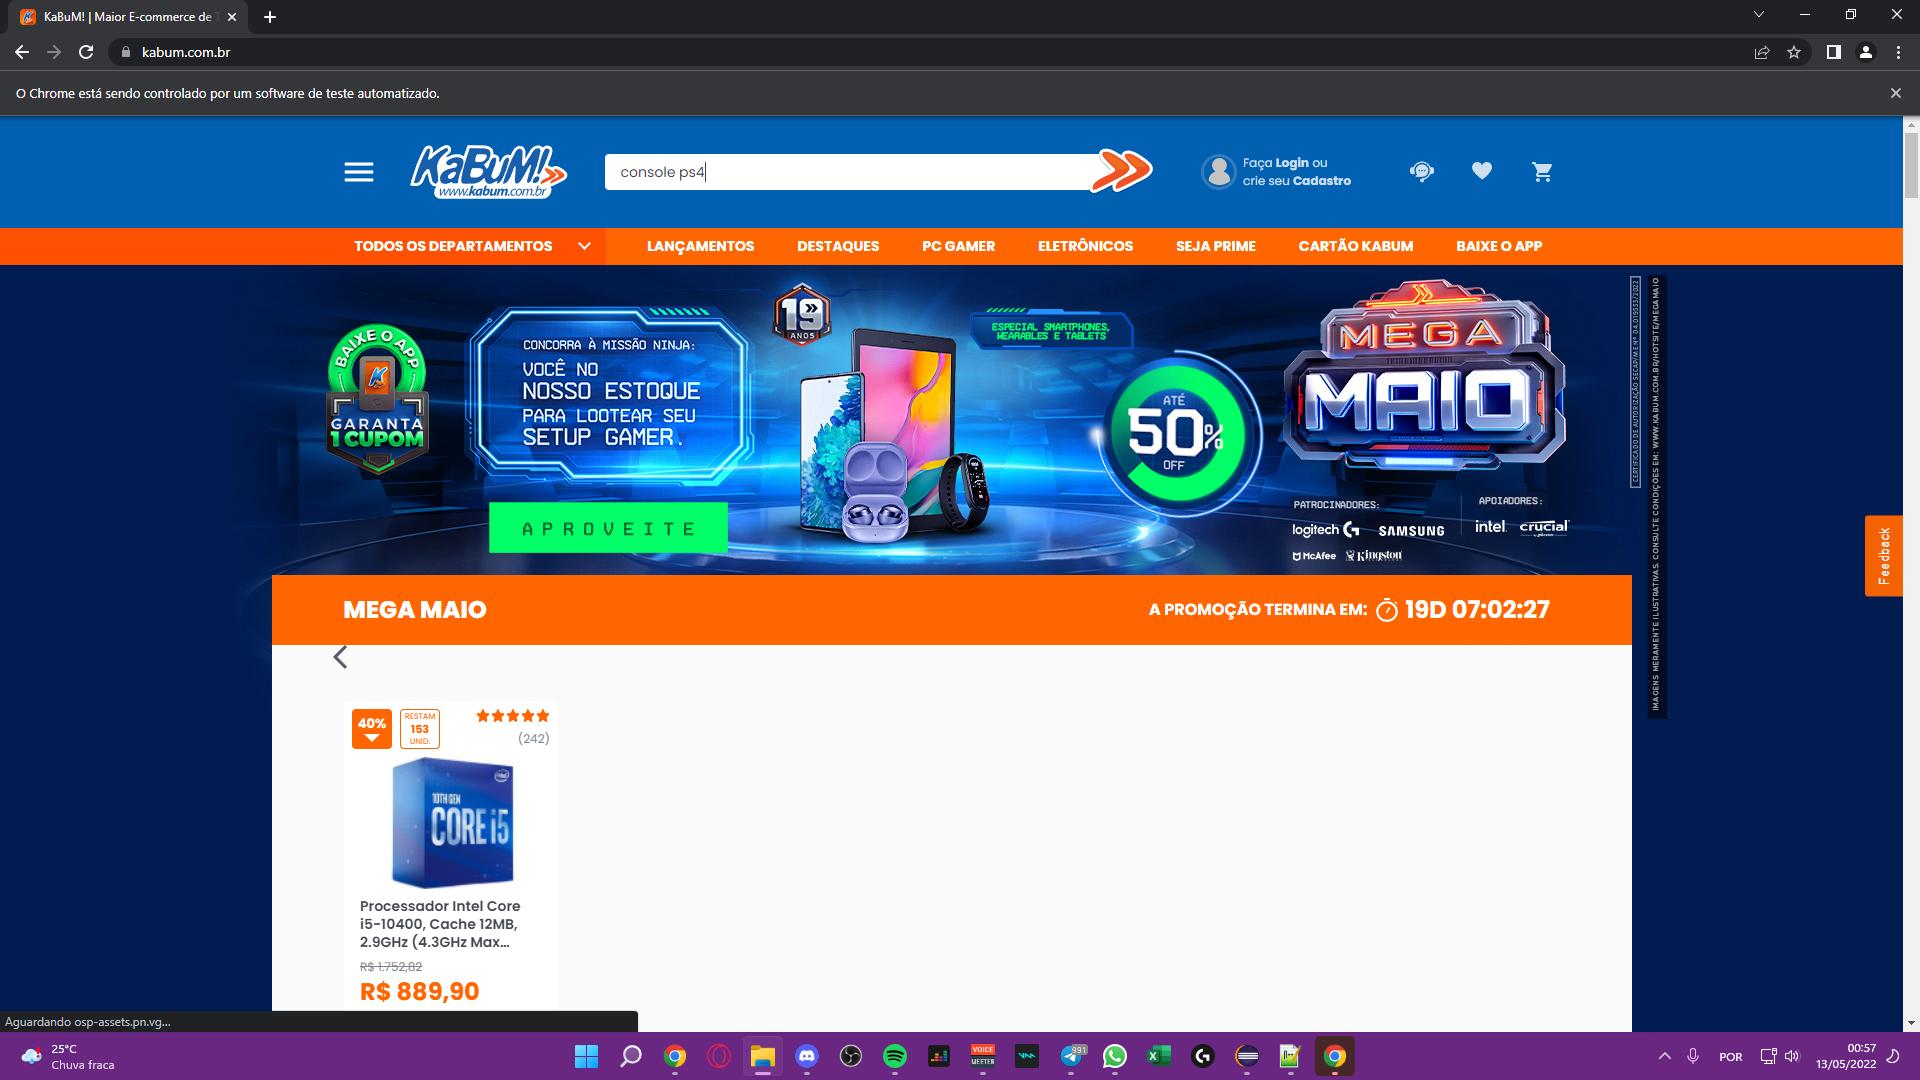 KaBuM! | Maior E-commerce de T
kabum.com.br
O Chrome está sendo controlado por um software de teste automatizado.
KaBuM!
www.kabum.com.br
console ps4
Faça Login ou
crie seu Cadastro
TODOS OS DEPARTAMENTOS
LANÇAMENTOS
DESTAQUES
PC GAMER
ELETRÔNICOS
SEJA PRIME
CARTÃO KABUM
BAIXE O APP
BAIXE O APP
GARANTA
1 CUPOM
CONCORRA À MISSÃO NINJA:
VOCÊ NO
NOSSO ESTOQUE
PARA LOOTEAR SEU
SETUP GAMER.
APROVEITE
19
ANOS
ESPECIAL SMARTPHONES,
WEARABLES E TABLETS
ATÉ
50%
OFF
MEGA
MAIO
PATROCINADORES:
logitech G
SAMSUNG
McAfee
Kingston
APOIADORES:
intel.
crucial
IMAGENS MERAMENTE ILUSTRATIVAS. CONSULTE CONDIÇÕES EM: WWW.KABUM.COM.BR/HOTSITE/MEGAMAIO
Feedback
MEGA MAIO
A PROMOÇÃO TERMINA EM:
19D 07:02:27
40%
RESTAM
153
UNID.
(242)
intel
10TH GEN
CORE i5
Processador Intel Core
i5-10400, Cache 12MB,
2.9GHz (4.3GHz Max...
R$ 1.752,82
R$ 889,90
Aguardando osp-assets.pn.vg...
25°C
Chuva fraca
VOICE
MEETER
991
POR
00:57
13/05/2022